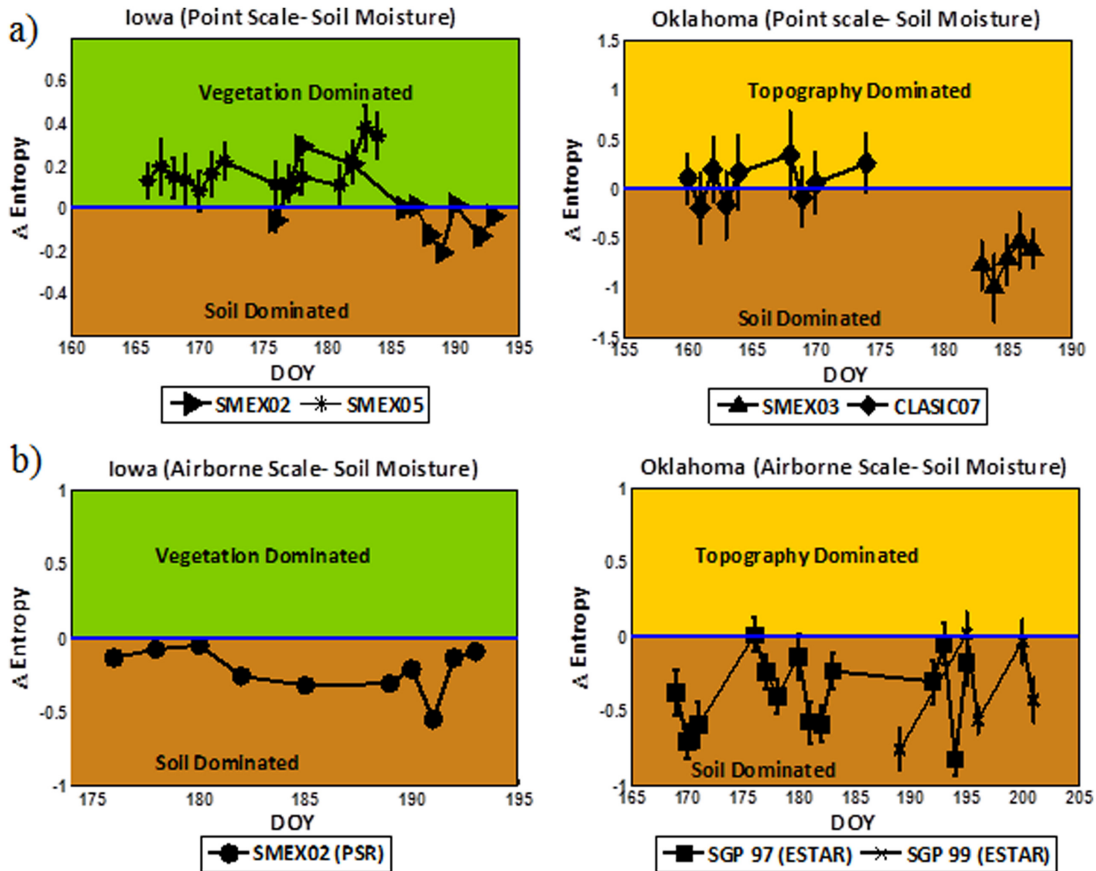 a)
Iowa (Point Scale- Soil Moisture)
Δ Entropy
0.6
0.4
0.2
0
-0.2
-0.4
Vegetation Dominated
Soil Dominated
160 165 170 175 180 185 190 195
DOY
SMEX02 SMEX05
Oklahoma (Point scale- Soil Moisture)
Δ Entropy
1.5
1
0.5
0
-0.5
-1
-1.5
Topography Dominated
Soil Dominated
155 160 165 170 175 180 185 190
DOY
SMEX03 CLASIC07
b)
Iowa (Airborne Scale- Soil Moisture)
Δ Entropy
1
0.5
0
-0.5
-1
Vegetation Dominated
Soil Dominated
175 180 185 190 195
DOY
SMEX02 (PSR)
Oklahoma (Airborne Scale- Soil Moisture)
Δ Entropy
1
0.5
0
-0.5
-1
Topography Dominated
Soil Dominated
165 170 175 180 185 190 195 200 205
DOY
SGP 97 (ESTAR) SGP 99 (ESTAR)